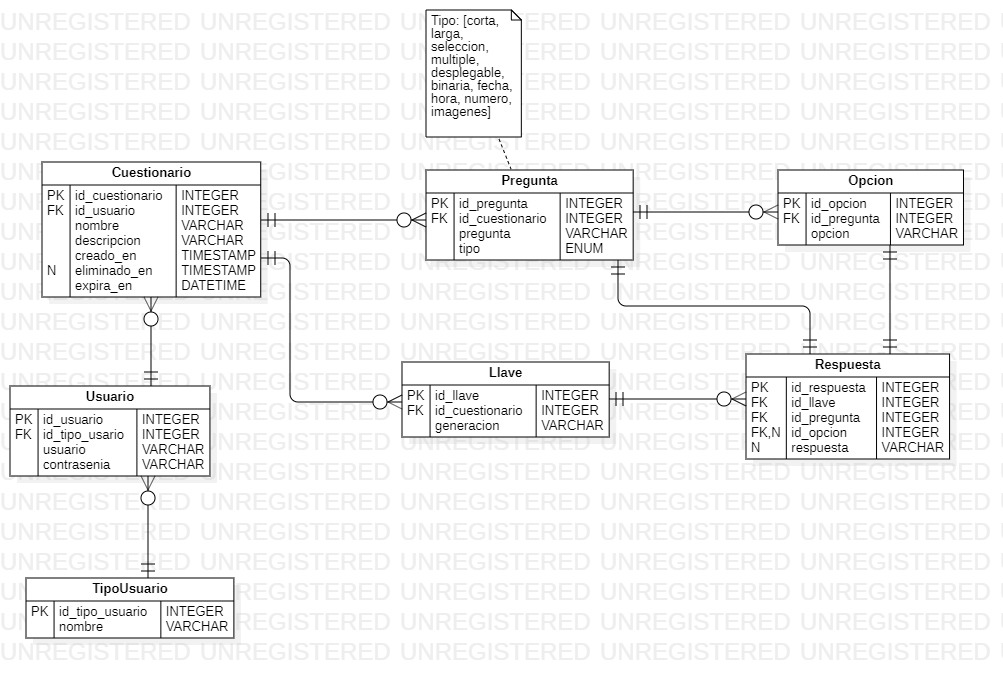 Tipo: [corta,
larga,
seleccion,
multiple,
desplegable,
binaria, fecha,
hora, numero,
imagenes]
Cuestionario
PK id_cuestionario INTEGER
FK id_usuario INTEGER
nombre VARCHAR
descripcion VARCHAR
creado_en TIMESTAMP
N eliminado_en TIMESTAMP
expira_en DATETIME
Pregunta
PK id_pregunta INTEGER
FK id_cuestionario INTEGER
pregunta VARCHAR
tipo ENUM
Opcion
PK id_opcion INTEGER
FK id_pregunta INTEGER
opcion VARCHAR
Usuario
PK id_usuario INTEGER
FK id_tipo_usario INTEGER
usuario VARCHAR
contrasenia VARCHAR
Llave
PK id_llave INTEGER
FK id_cuestionario INTEGER
generacion VARCHAR
Respuesta
PK id_respuesta INTEGER
FK id_llave INTEGER
FK id_pregunta INTEGER
FK,N id_opcion INTEGER
N respuesta VARCHAR
TipoUsuario
PK id_tipo_usuario INTEGER
nombre VARCHAR
UNREGISTERED